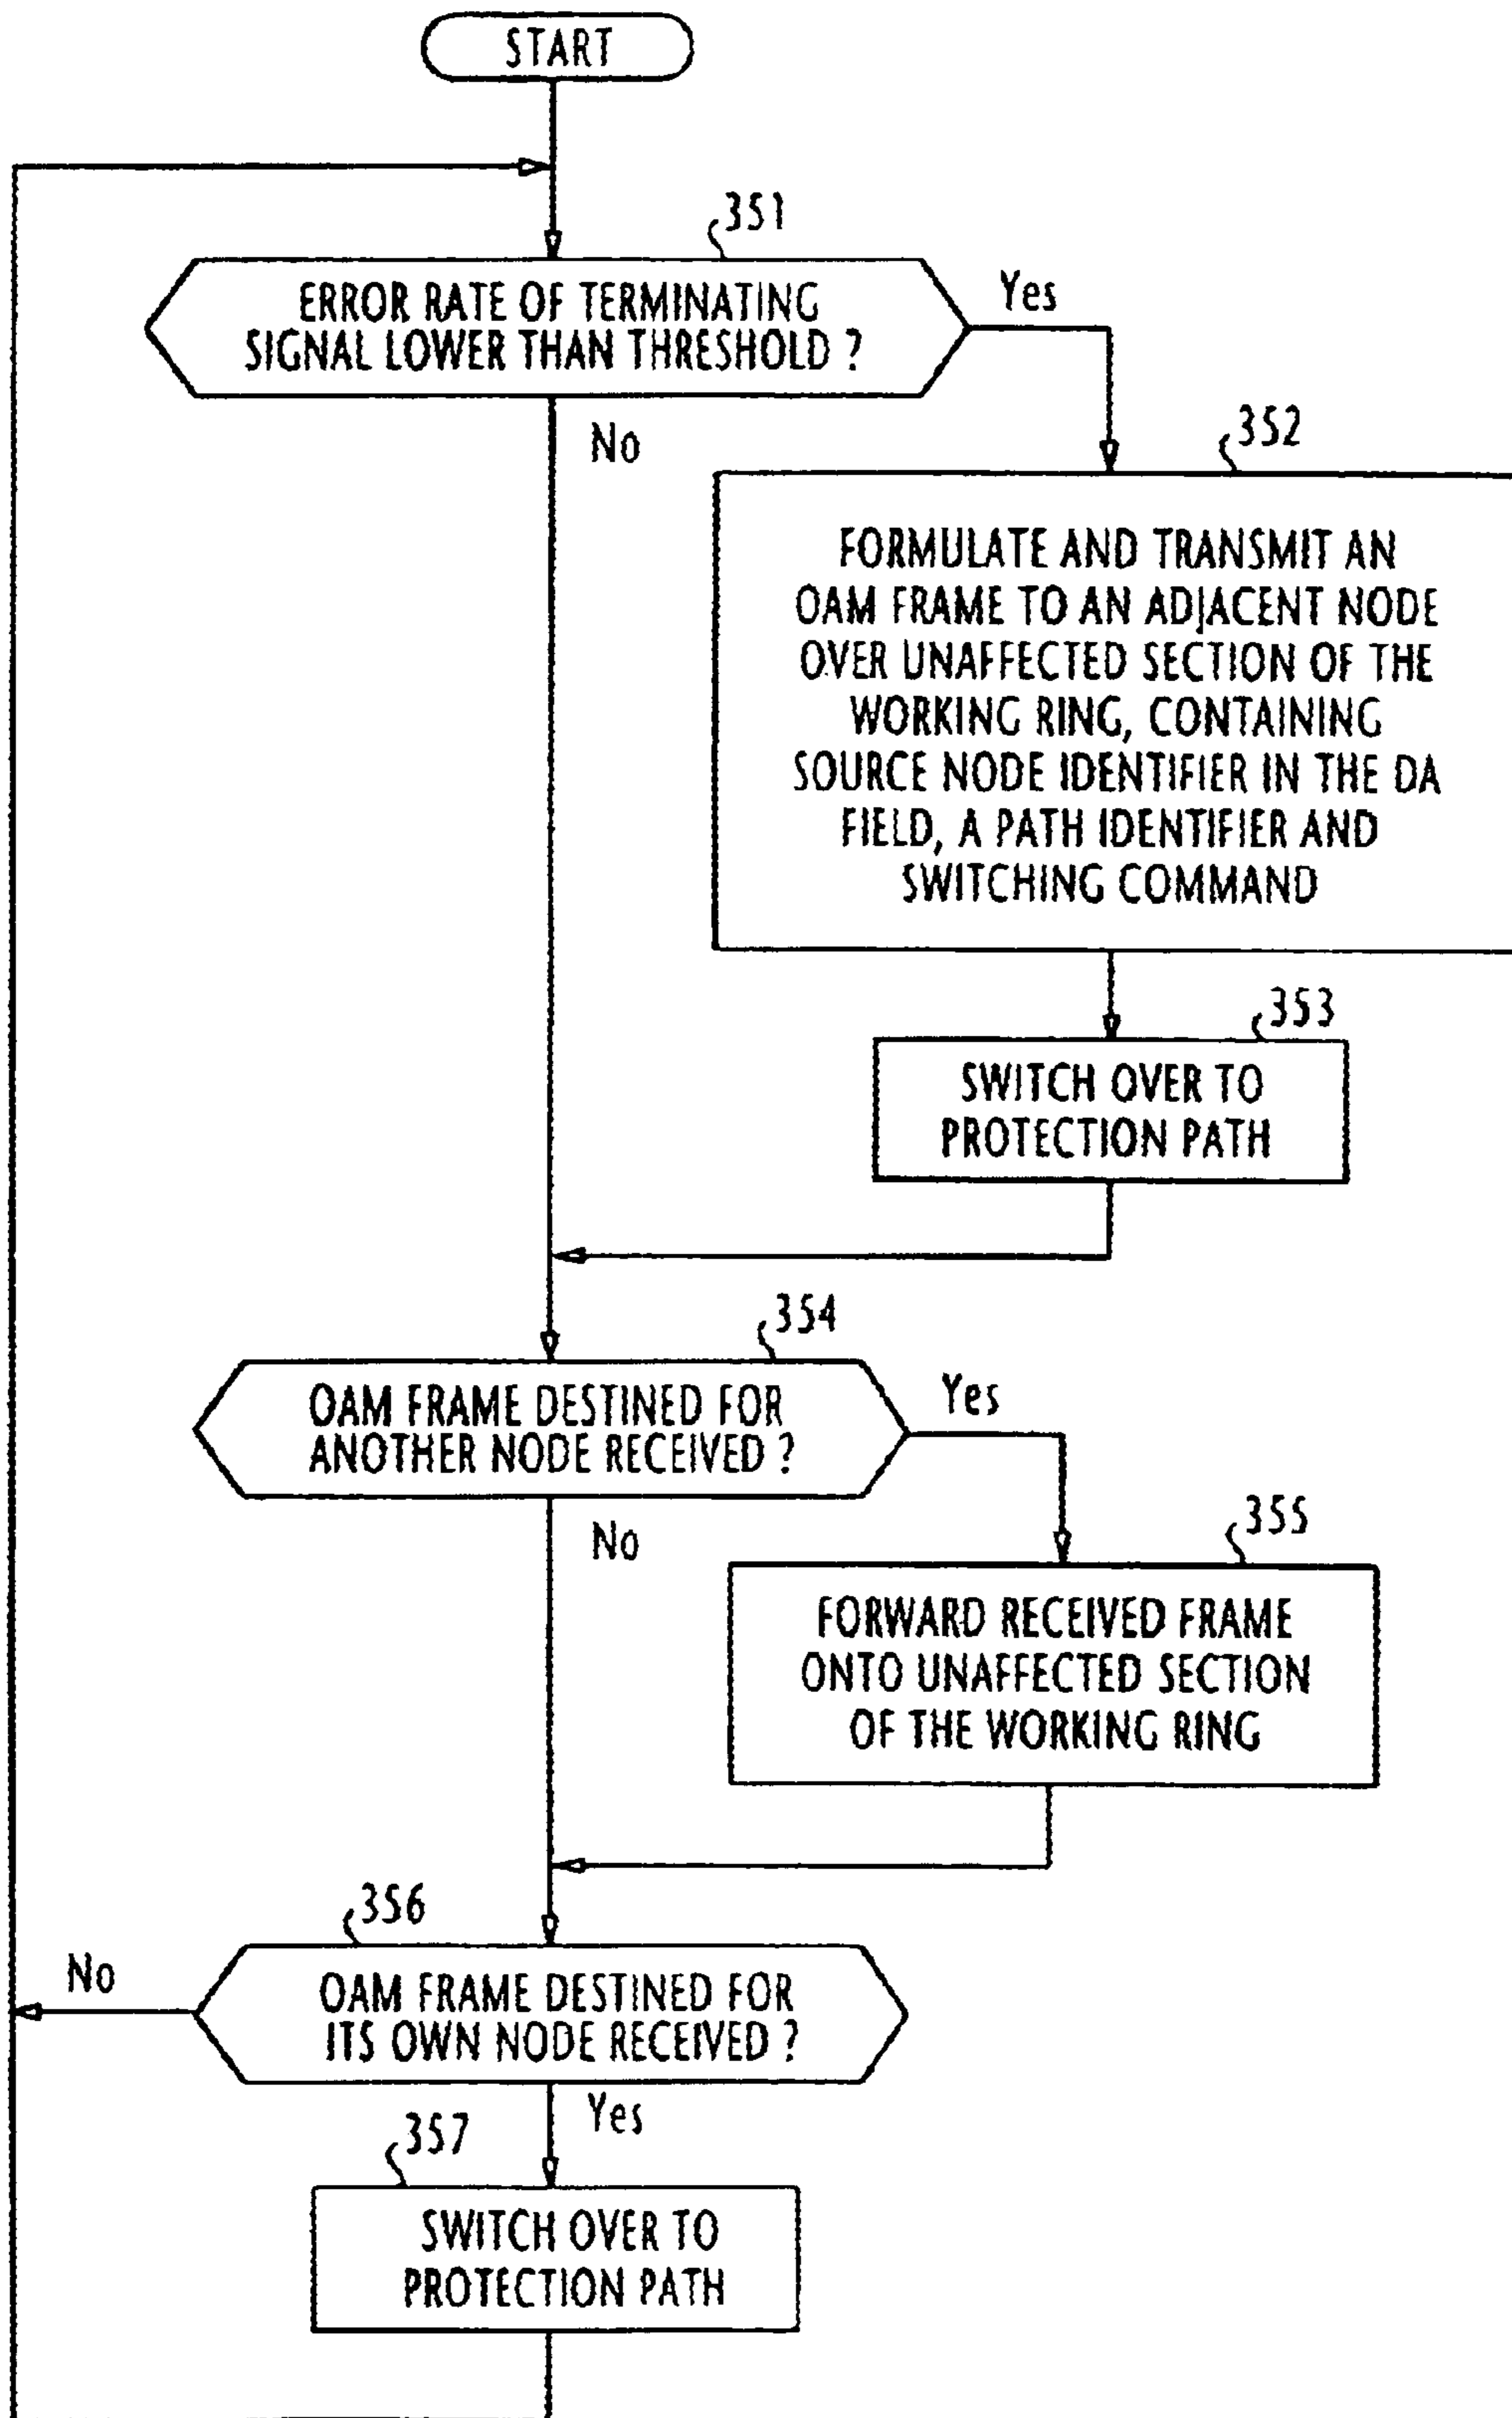 START
351
ERROR RATE OF TERMINATING
SIGNAL LOWER THAN THRESHOLD ?
Yes
No
352
FORMULATE AND TRANSMIT AN
OAM FRAME TO AN ADJACENT NODE
OVER UNAFFECTED SECTION OF THE
WORKING RING, CONTAINING
SOURCE NODE IDENTIFIER IN THE DA
FIELD, A PATH IDENTIFIER AND
SWITCHING COMMAND
353
SWITCH OVER TO
PROTECTION PATH
354
OAM FRAME DESTINED FOR
ANOTHER NODE RECEIVED ?
Yes
No
355
FORWARD RECEIVED FRAME
ONTO UNAFFECTED SECTION
OF THE WORKING RING
356
No
OAM FRAME DESTINED FOR
ITS OWN NODE RECEIVED ?
Yes
357
SWITCH OVER TO
PROTECTION PATH